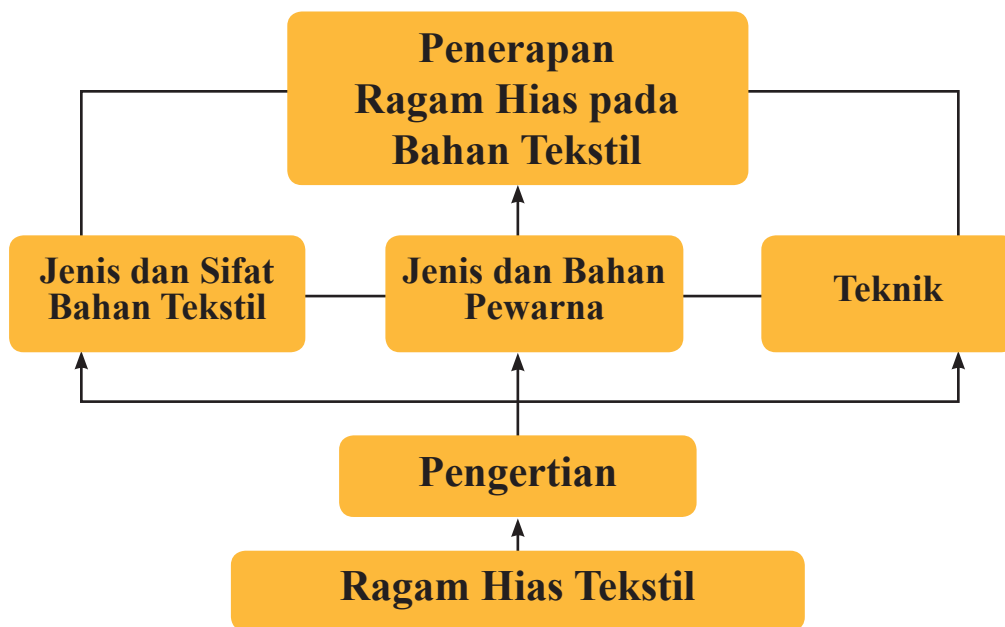 Penerapan
Ragam Hias pada
Bahan Tekstil
Jenis dan Sifat
Bahan Tekstil
Jenis dan Bahan
Pewarna
Teknik
Pengertian
Ragam Hias Tekstil